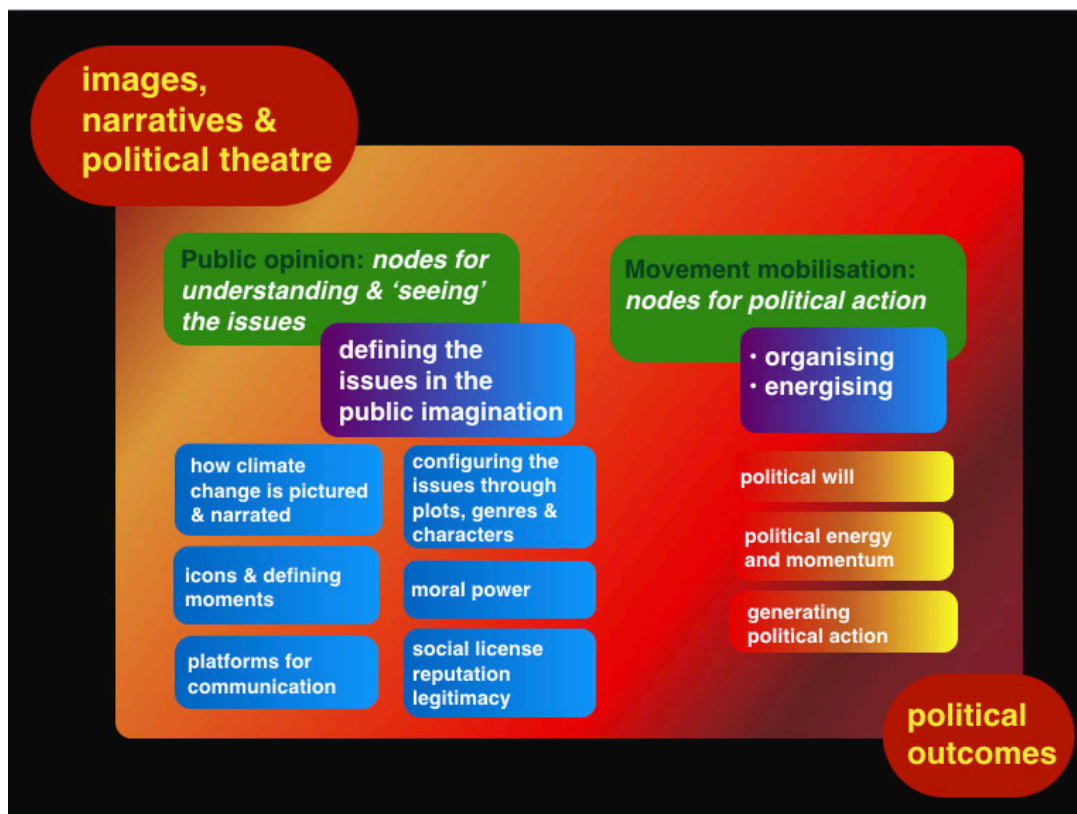 images,
narratives &
political theatre
Public opinion: nodes for
understanding & ‘seeing’
the issues
defining the
issues in the
public imagination
how climate
change is pictured
& narrated
icons & defining
moments
platforms for
communication
configuring the
issues through
plots, genres &
characters
moral power
social license
reputation
legitimacy
Movement mobilisation:
nodes for political action
· organising
· energising
political will
political energy
and momentum
generating
political action
political
outcomes